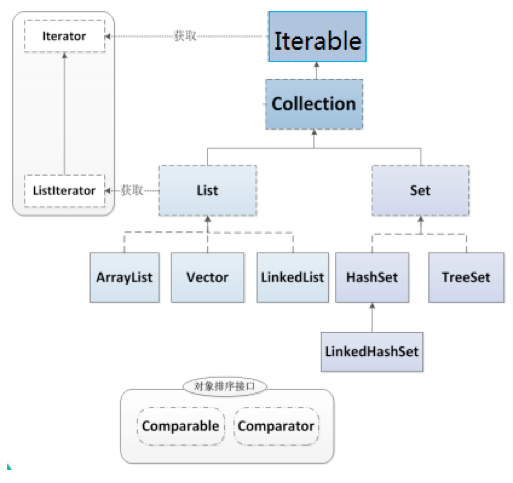 Iterator
获取
Iterable
Collection
ListIterator
获取
List
Set
ArrayList
Vector
LinkedList
HashSet
TreeSet
LinkedHashSet
对象排序接口
Comparable
Comparator